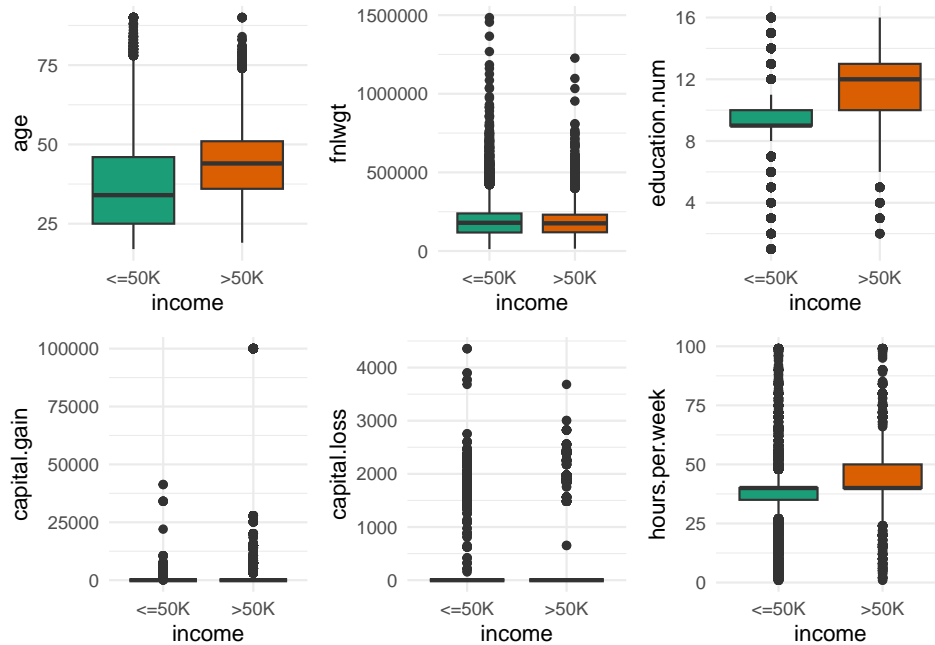 age
75
50
25
<=50K >50K
income
fnlwgt
1500000
1000000
500000
0
<=50K >50K
income
education.num
16
12
8
4
<=50K >50K
income
capital.gain
100000
75000
50000
25000
0
<=50K >50K
income
capital.loss
4000
3000
2000
1000
0
<=50K >50K
income
hours.per.week
100
75
50
25
0
<=50K >50K
income